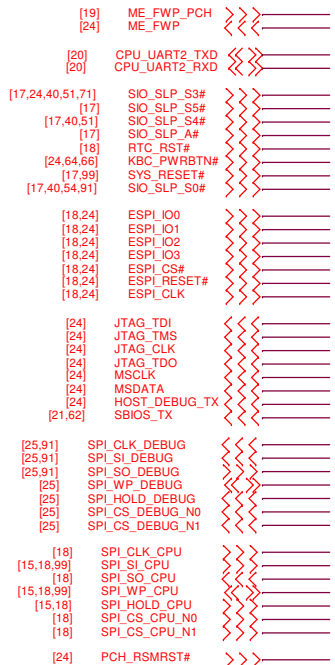 [19] ME_FWP_PCH
[24] ME_FWP
[20] CPU_UART2_TXD
[20] CPU_UART2_RXD
[17,24,40,51,71] SIO_SLP_S3#
[17] SIO_SLP_S5#
[17,40,51] SIO_SLP_S4#
[17] SIO_SLP_A#
[18] RTC_RST#
[24,64,66] KBC_PWRBTN#
[17,99] SYS_RESET#
[17,40,54,91] SIO_SLP_S0#
[18,24] ESPI_IO0
[18,24] ESPI_IO1
[18,24] ESPI_IO2
[18,24] ESPI_IO3
[18,24] ESPI_CS#
[18,24] ESPI_RESET#
[18,24] ESPI_CLK
[24] JTAG_TDI
[24] JTAG_TMS
[24] JTAG_CLK
[24] JTAG_TDO
[24] MSCLK
[24] MSDATA
[24] HOST_DEBUG_TX
[21,62] SBIOS_TX
[25,91] SPI_CLK_DEBUG
[25,91] SPI_SI_DEBUG
[25,91] SPI_SO_DEBUG
[25] SPI_WP_DEBUG
[25] SPI_HOLD_DEBUG
[25] SPI_CS_DEBUG_N0
[25] SPI_CS_DEBUG_N1
[18] SPI_CLK_CPU
[15,18,99] SPI_SI_CPU
[18] SPI_SO_CPU
[15,18,99] SPI_WP_CPU
[15,18] SPI_HOLD_CPU
[18] SPI_CS_CPU_N0
[18] SPI_CS_CPU_N1
[24] PCH_RSMRST#